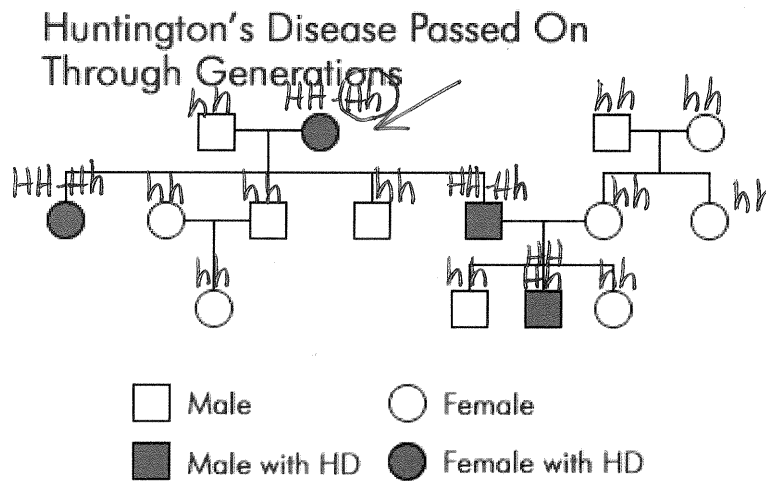 Huntington's Disease Passed On
Through Generations
hh HH-Hh hh hh
HH-Hh hh hh hh HH-Hh hh hh
hh hh HH hh
Hh
Male Female
Male with HD Female with HD